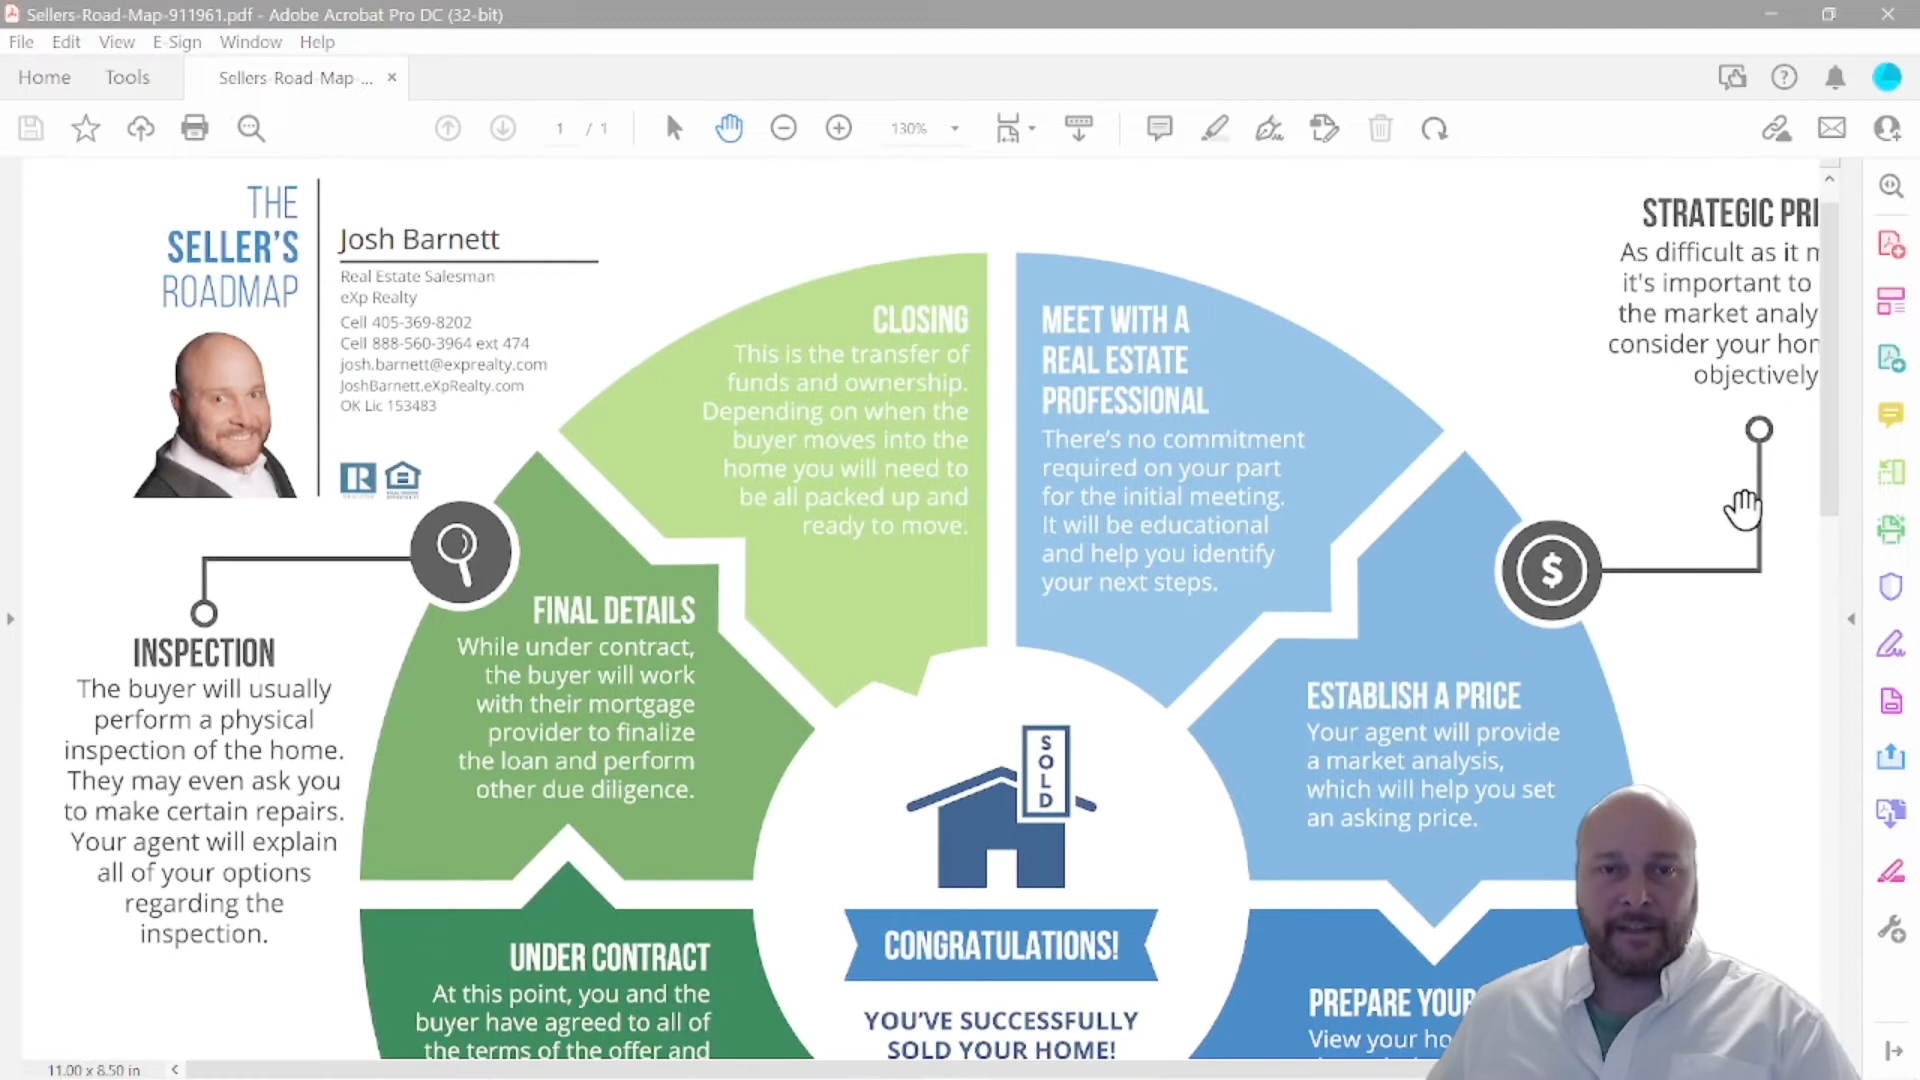 Sellers-Road-Map-911961.pdf - Adobe Acrobat Pro DC (32-bit)
File Edit View E-Sign Window Help
Home Tools Sellers-Road-Map-... ×
1 / 1 130%
THE
SELLER'S
ROADMAP
Josh Barnett
Real Estate Salesman
eXp Realty
Cell 405-369-8202
Cell 888-560-3964 ext 474
josh.barnett@exprealty.com
JoshBarnett.eXpRealty.com
OK Lic 153483
CLOSING
This is the transfer of
funds and ownership.
Depending on when the
buyer moves into the
home you will need to
be all packed up and
ready to move.
MEET WITH A
REAL ESTATE
PROFESSIONAL
There's no commitment
required on your part
for the initial meeting.
It will be educational
and help you identify
your next steps.
STRATEGIC PRI
As difficult as it m
it's important to
the market analy
consider your hom
objectively
INSPECTION
The buyer will usually
perform a physical
inspection of the home.
They may even ask you
to make certain repairs.
Your agent will explain
all of your options
regarding the
inspection.
FINAL DETAILS
While under contract,
the buyer will work
with their mortgage
provider to finalize
the loan and perform
other due diligence.
$
ESTABLISH A PRICE
Your agent will provide
a market analysis,
which will help you set
an asking price.
SOLD
CONGRATULATIONS!
YOU'VE SUCCESSFULLY
SOLD YOUR HOME!
UNDER CONTRACT
At this point, you and the
buyer have agreed to all of
the terms of the offer and
PREPARE YOUR
View your ho
11.00 x 8.50 in